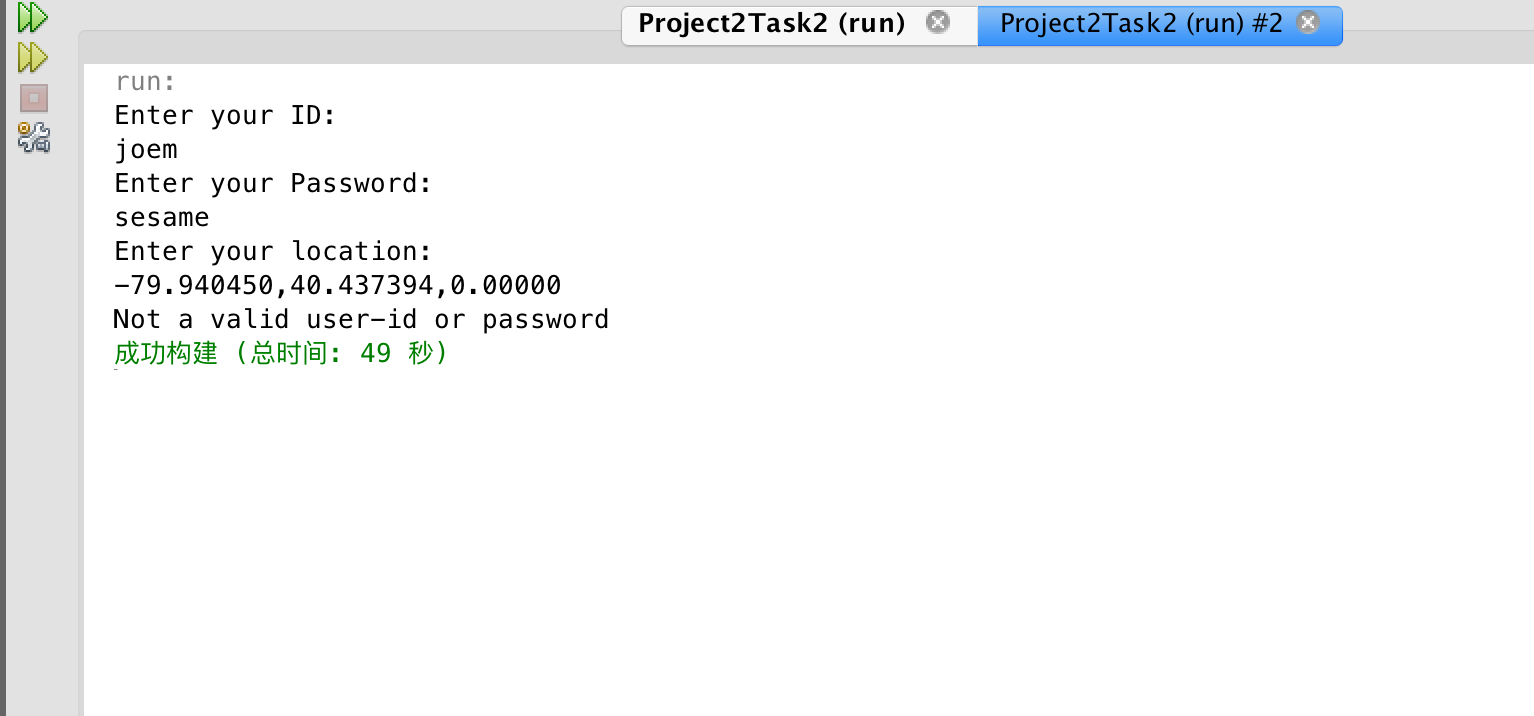 Project2Task2 (run) Project2Task2 (run) #2
run:
Enter your ID:
joem
Enter your Password:
sesame
Enter your location:
-79.940450,40.437394,0.00000
Not a valid user-id or password
成功构建 (总时间: 49 秒)